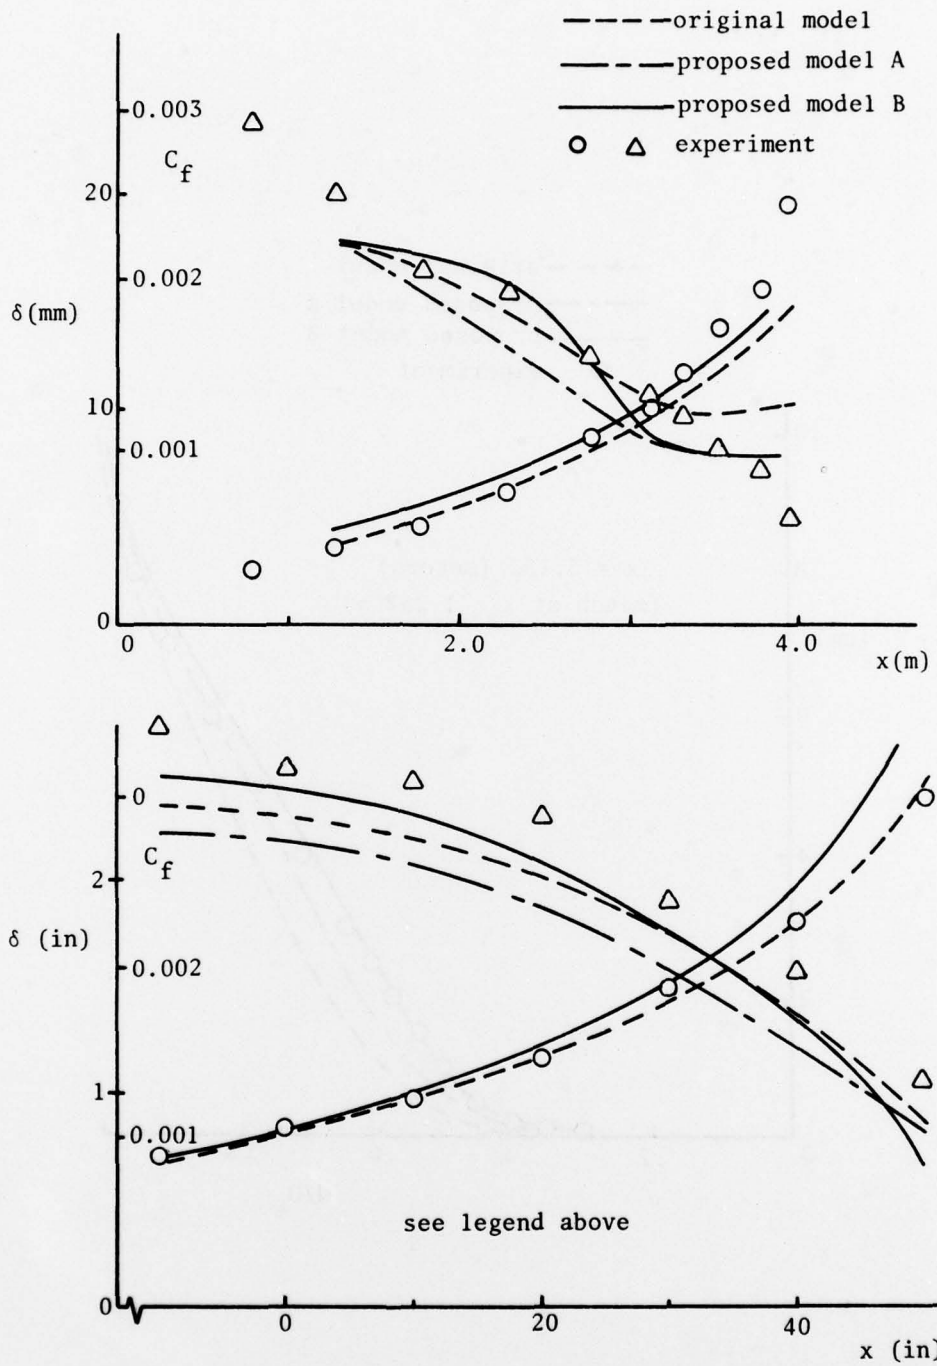 original model
proposed model A
proposed model B
experiment
0.003
C_f
20
0.002
δ(mm)
10
0.001
0
0 2.0 4.0
x(m)
0
C_f
2
δ (in)
0.002
1
0.001
see legend above
0
0 20 40
x (in)